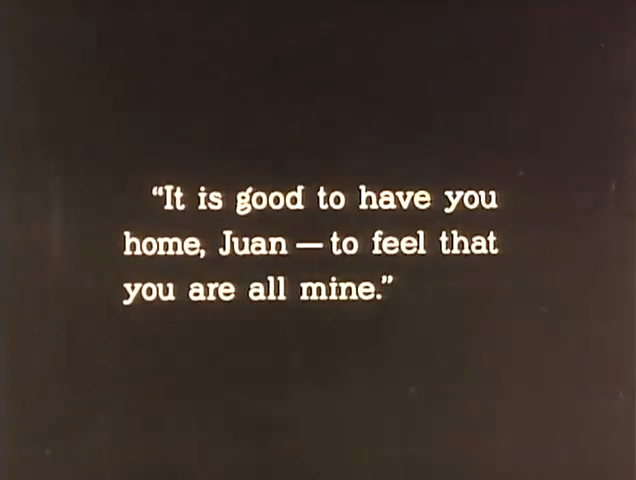 “It is good to have you
home, Juan — to feel that
you are all mine.”